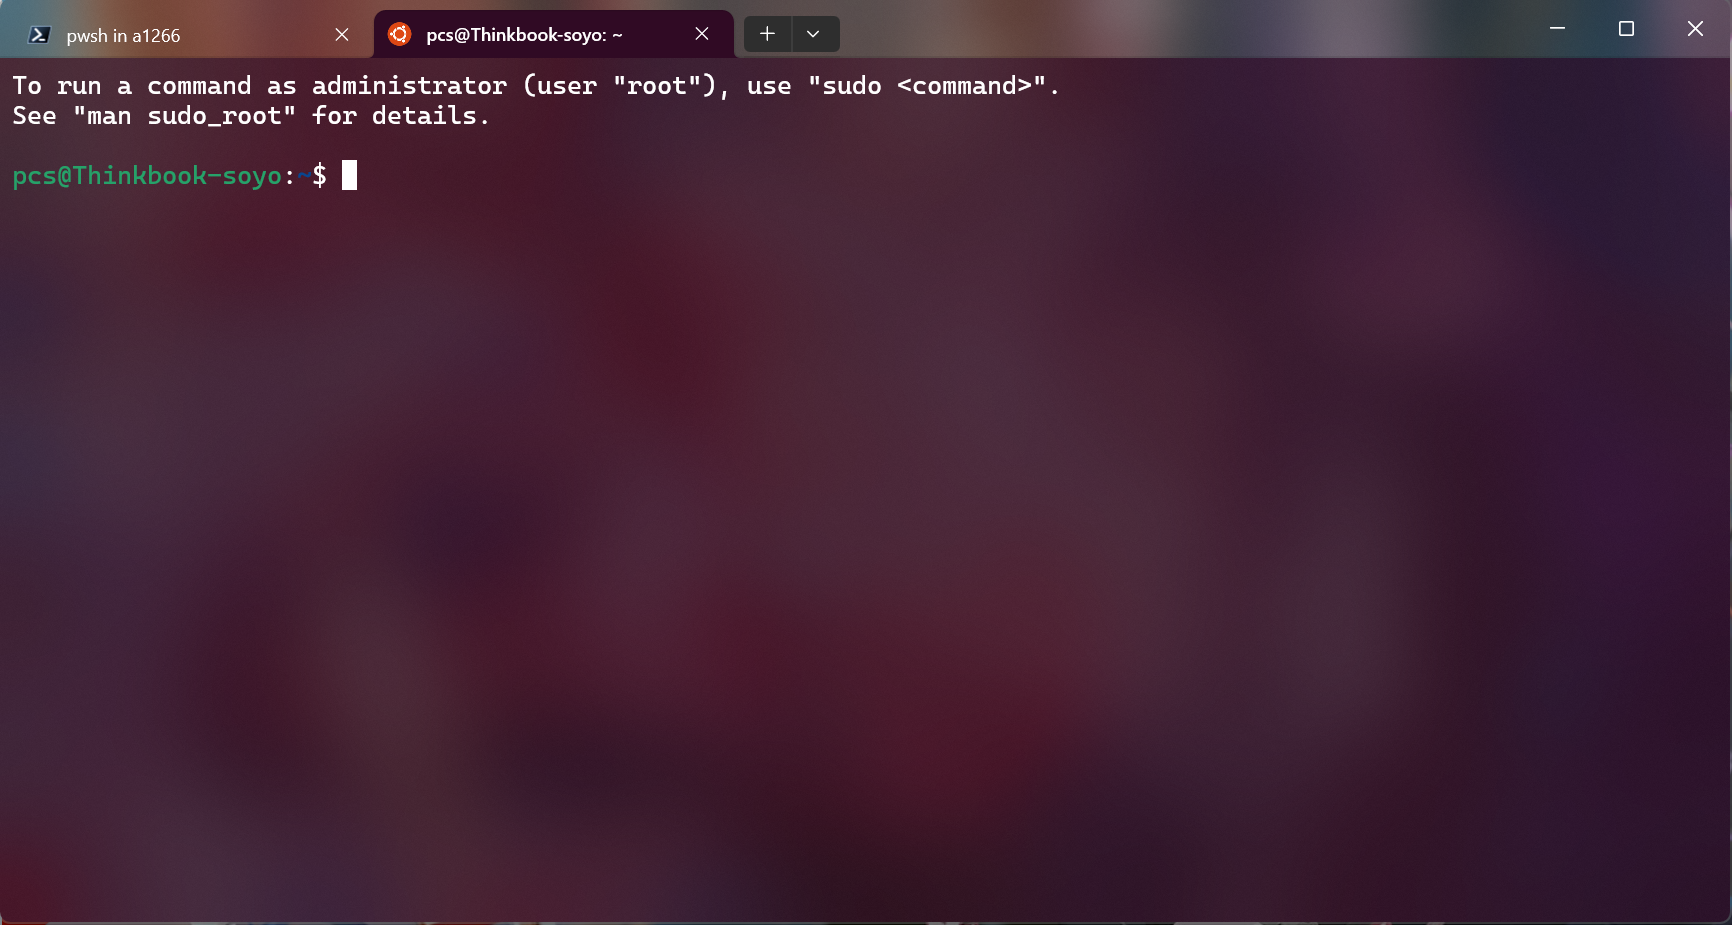 pwsh in a1266
pcs@Thinkbook-soyo: ~
To run a command as administrator (user "root"), use "sudo <command>".
See "man sudo_root" for details.
pcs@Thinkbook-soyo:~$